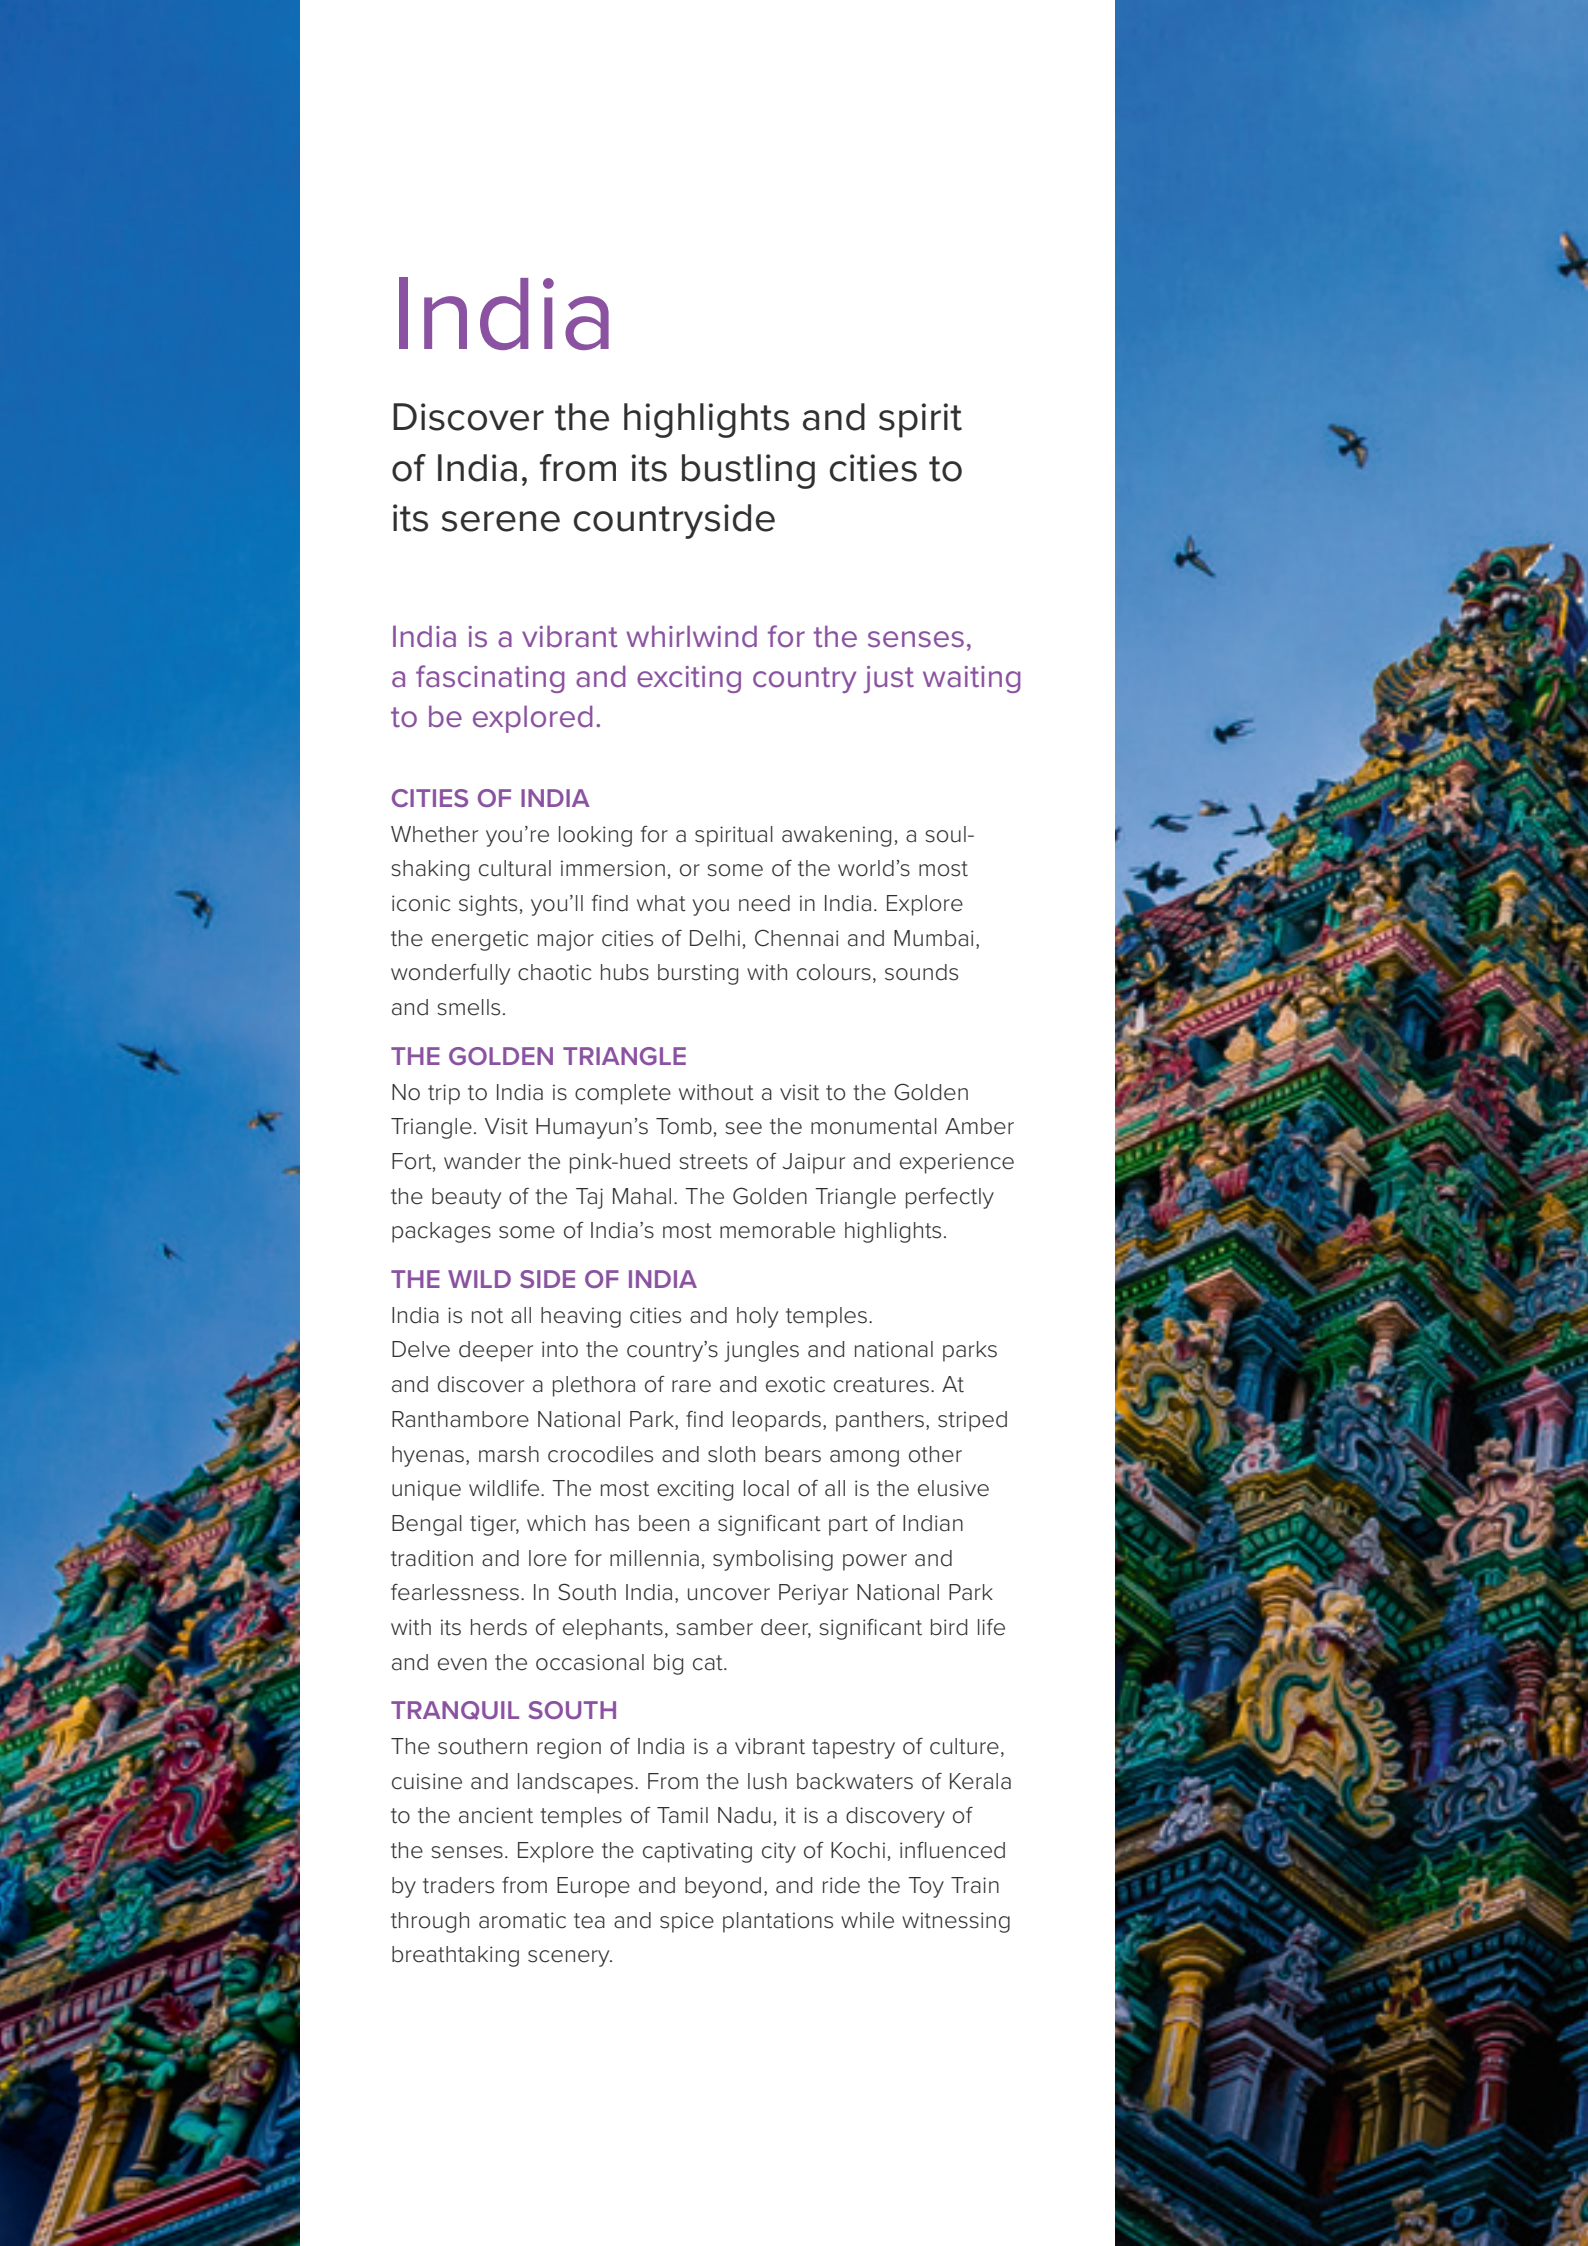 India
Discover the highlights and spirit
of India, from its bustling cities to
its serene countryside
India is a vibrant whirlwind for the senses,
a fascinating and exciting country just waiting
to be explored.
CITIES OF INDIA
Whether you’re looking for a spiritual awakening, a soul-
shaking cultural immersion, or some of the world’s most
iconic sights, you’ll find what you need in India. Explore
the energetic major cities of Delhi, Chennai and Mumbai,
wonderfully chaotic hubs bursting with colours, sounds
and smells.
THE GOLDEN TRIANGLE
No trip to India is complete without a visit to the Golden
Triangle. Visit Humayun’s Tomb, see the monumental Amber
Fort, wander the pink-hued streets of Jaipur and experience
the beauty of the Taj Mahal. The Golden Triangle perfectly
packages some of India’s most memorable highlights.
THE WILD SIDE OF INDIA
India is not all heaving cities and holy temples.
Delve deeper into the country’s jungles and national parks
and discover a plethora of rare and exotic creatures. At
Ranthambore National Park, find leopards, panthers, striped
hyenas, marsh crocodiles and sloth bears among other
unique wildlife. The most exciting local of all is the elusive
Bengal tiger, which has been a significant part of Indian
tradition and lore for millennia, symbolising power and
fearlessness. In South India, uncover Periyar National Park
with its herds of elephants, samber deer, significant bird life
and even the occasional big cat.
TRANQUIL SOUTH
The southern region of India is a vibrant tapestry of culture,
cuisine and landscapes. From the lush backwaters of Kerala
to the ancient temples of Tamil Nadu, it is a discovery of
the senses. Explore the captivating city of Kochi, influenced
by traders from Europe and beyond, and ride the Toy Train
through aromatic tea and spice plantations while witnessing
breathtaking scenery.